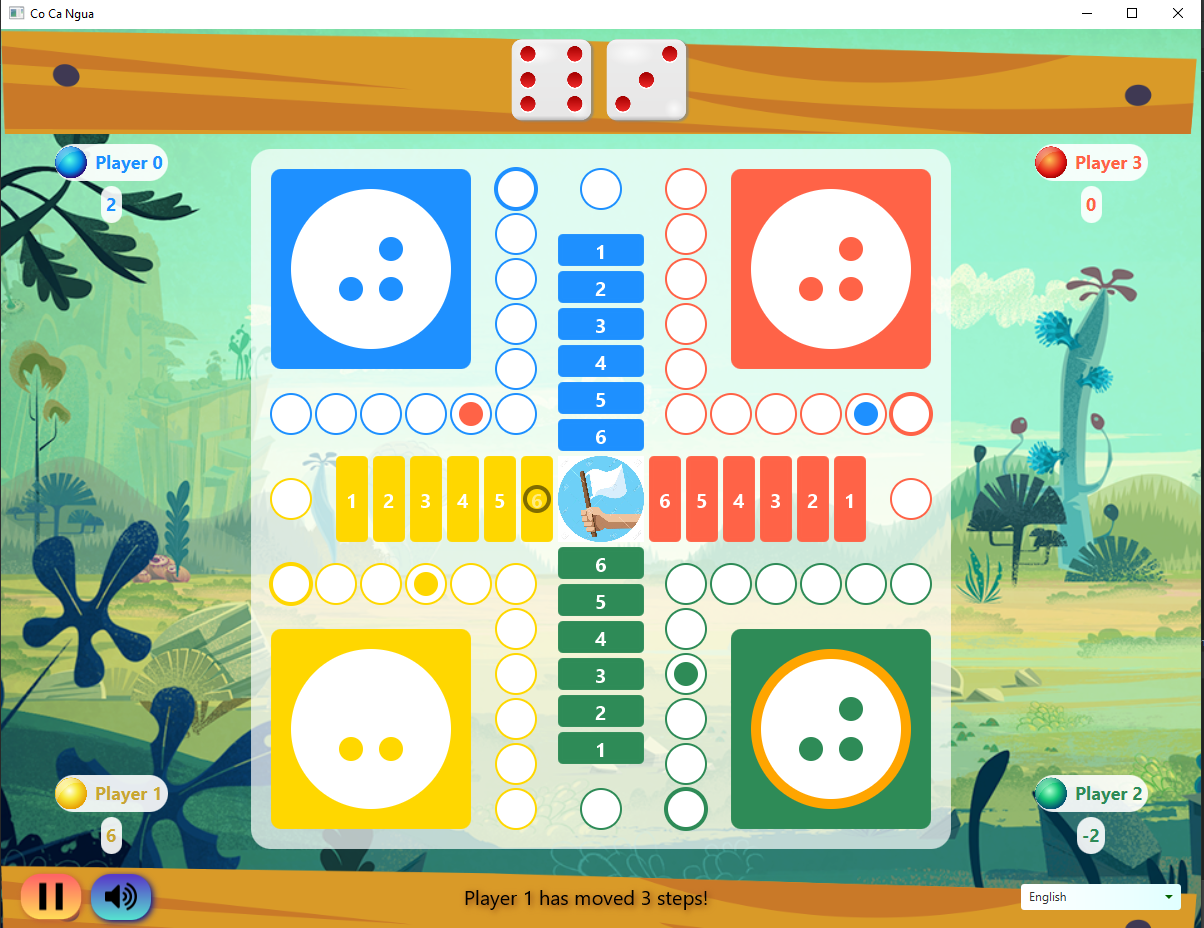 Co Ca Ngua
Player 0
2
Player 3
0
1
2
3
4
5
6
1 2 3 4 5 6
6 5 4 3 2 1
6
5
4
3
2
1
Player 1
6
Player 2
-2
Player 1 has moved 3 steps!
English